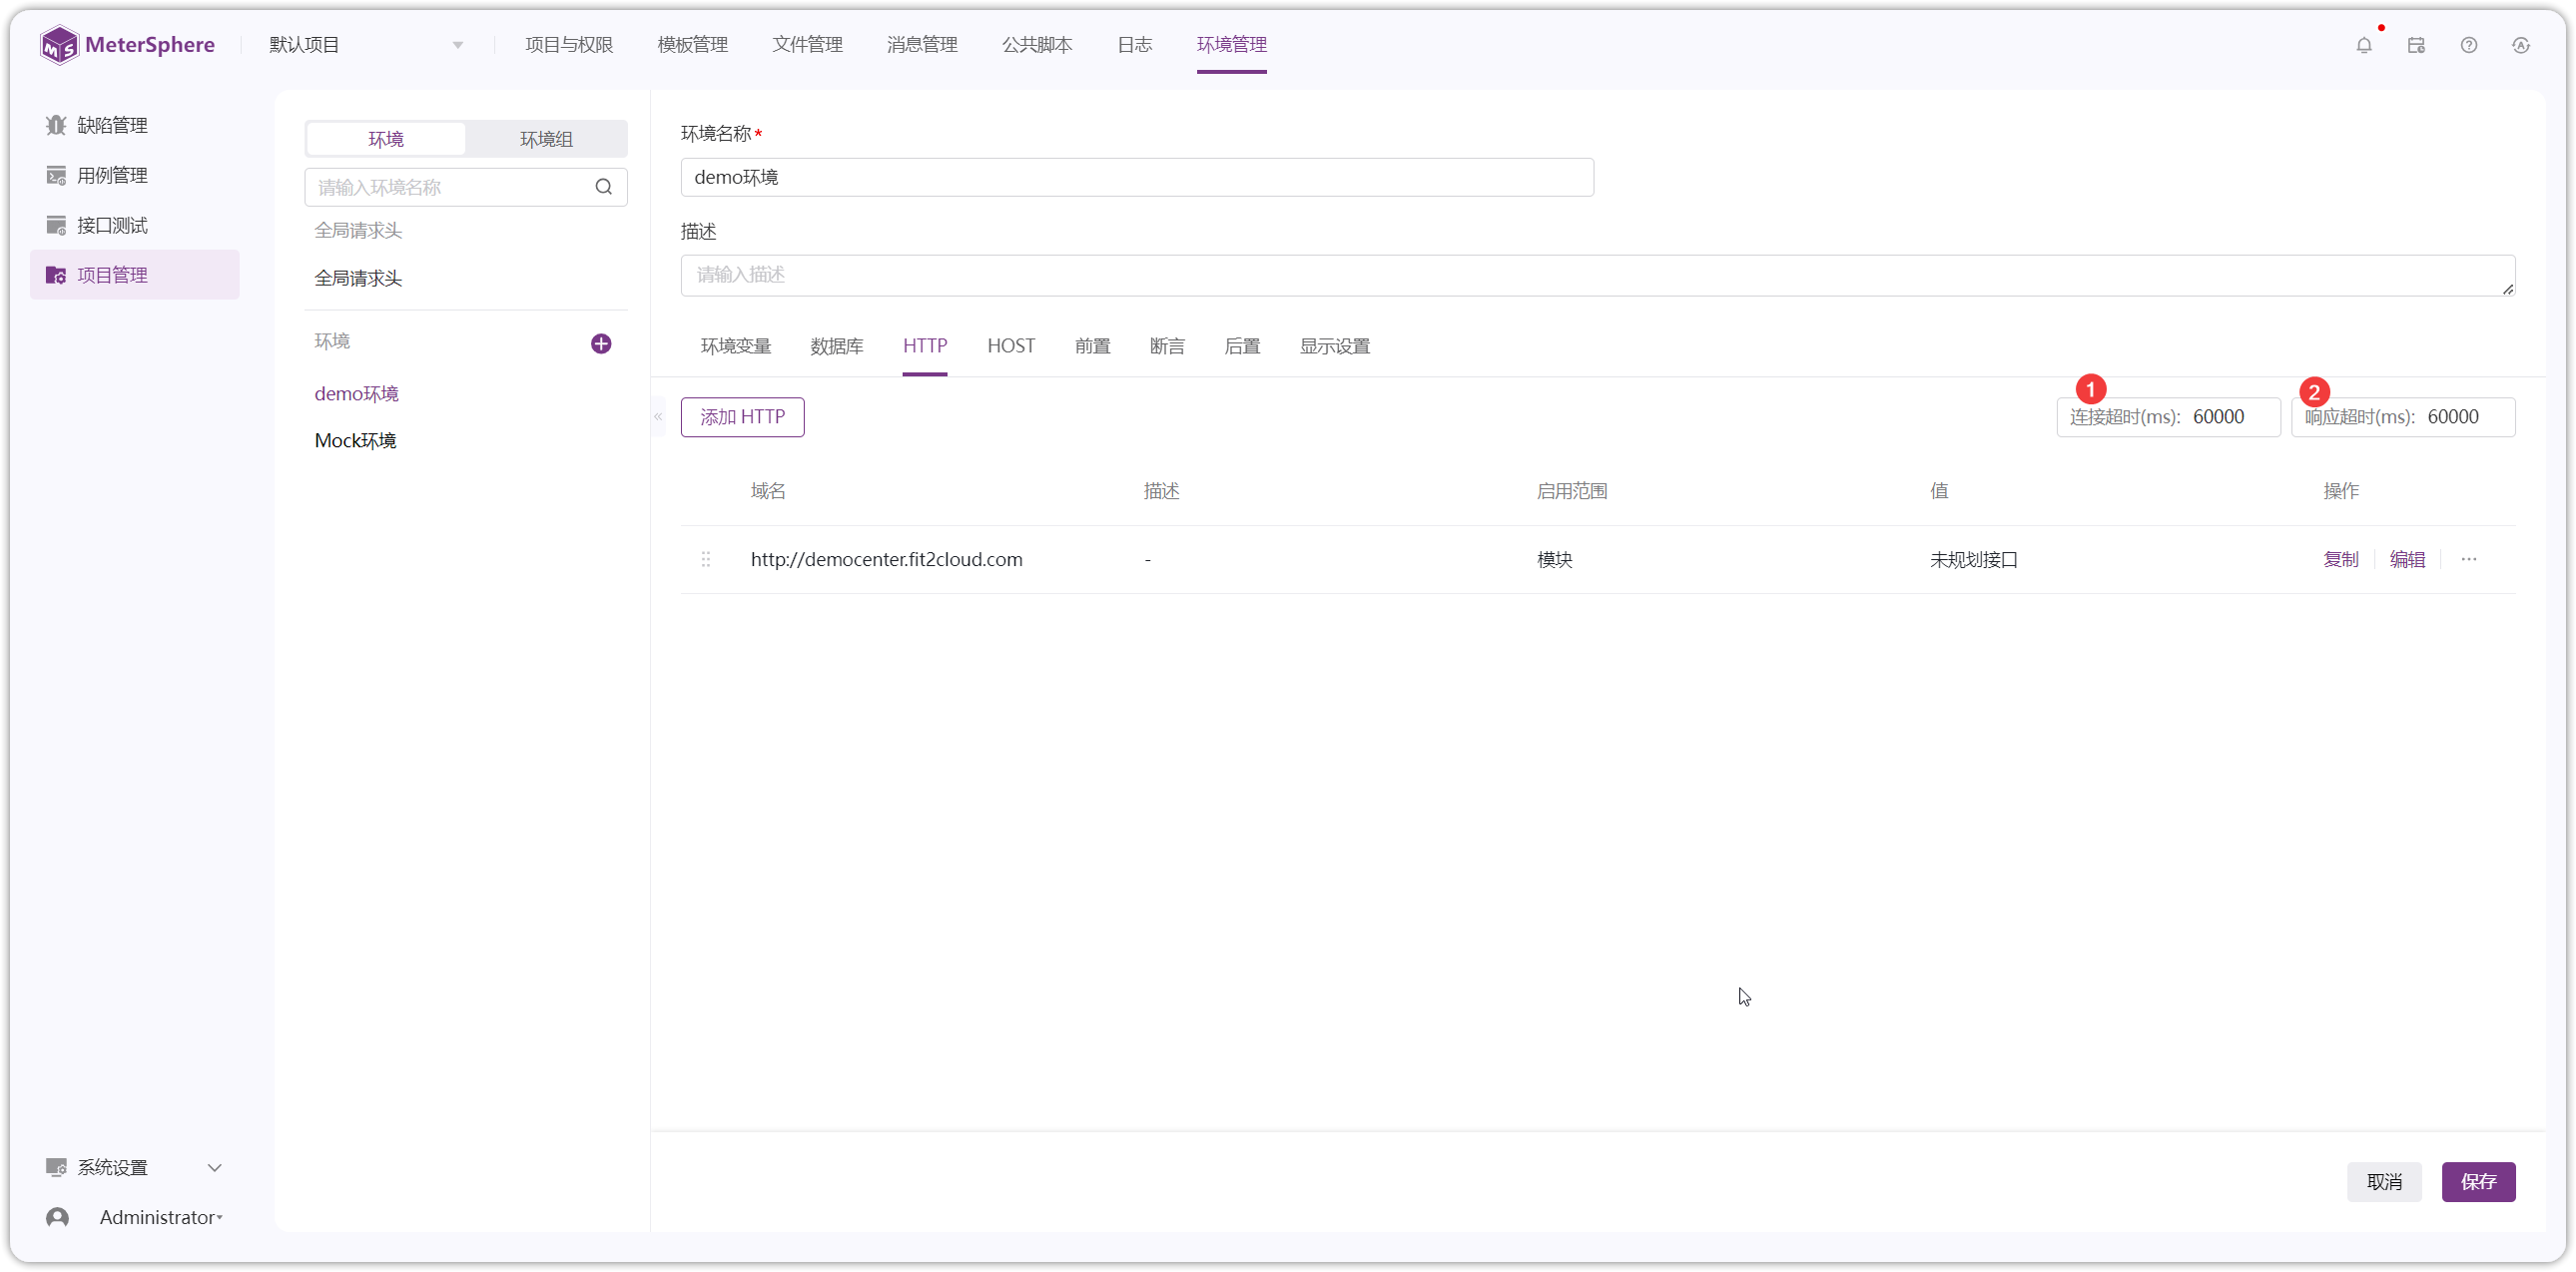 MeterSphere 默认项目 项目与权限 模板管理 文件管理 消息管理 公共脚本 日志 环境管理
缺陷管理
用例管理
接口测试
项目管理
系统设置
Administrator
环境 环境组
请输入环境名称
全局请求头
全局请求头
环境
demo环境
Mock环境
环境名称*
demo环境
描述
请输入描述
环境变量 数据库 HTTP HOST 前置 断言 后置 显示设置
1 2
添加 HTTP 连接超时(ms): 60000 响应超时(ms): 60000
域名 描述 启用范围 值 操作
http://democenter.fit2cloud.com - 模块 未规划接口 复制 编辑 ···
取消 保存